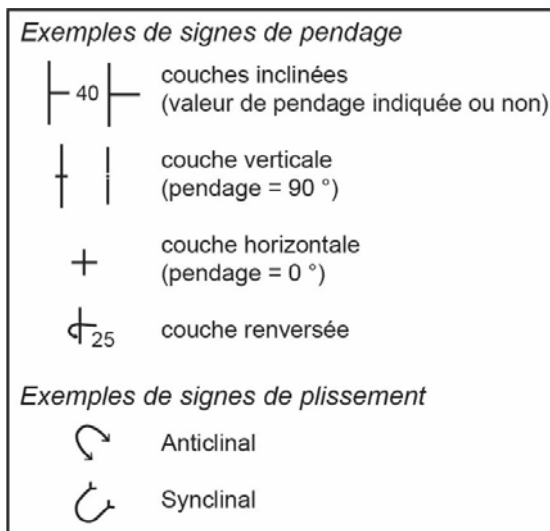 Exemples de signes de pendage
40
couches inclinées
(valeur de pendage indiquée ou non)
couche verticale
(pendage = 90 °)
couche horizontale
(pendage = 0 °)
25
couche renversée
Exemples de signes de plissement
Anticlinal
Synclinal